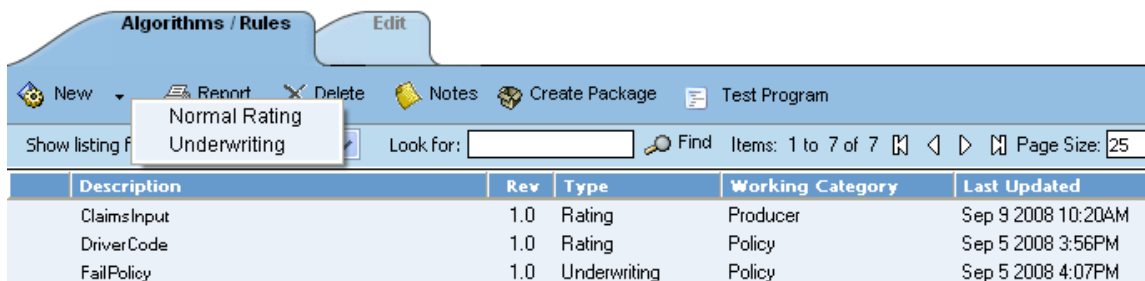 Algorithms / Rules Edit
New Report Delete Notes Create Package Test Program
Normal Rating
Show listing f Underwriting Look for: Find Items: 1 to 7 of 7 Page Size: 25
Description Rev Type Working Category Last Updated
ClaimsInput 1.0 Rating Producer Sep 9 2008 10:20AM
DriverCode 1.0 Rating Policy Sep 5 2008 3:56PM
FailPolicy 1.0 Underwriting Policy Sep 5 2008 4:07PM